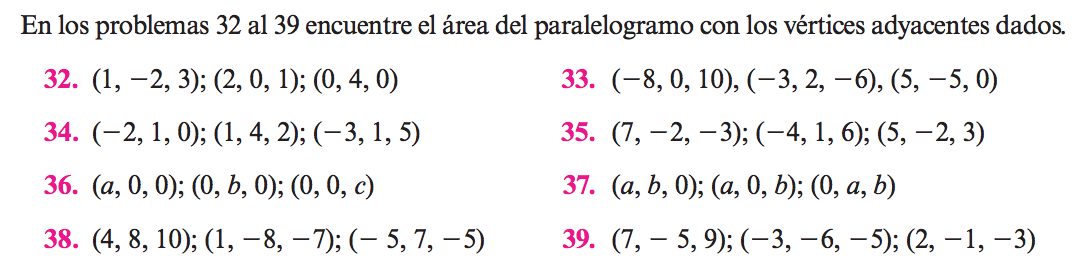 En los problemas 32 al 39 encuentre el área del paralelogramo con los vértices adyacentes dados.
32. (1, −2, 3); (2, 0, 1); (0, 4, 0)
33. (−8, 0, 10), (−3, 2, −6), (5, −5, 0)
34. (−2, 1, 0); (1, 4, 2); (−3, 1, 5)
35. (7, −2, −3); (−4, 1, 6); (5, −2, 3)
36. (a, 0, 0); (0, b, 0); (0, 0, c)
37. (a, b, 0); (a, 0, b); (0, a, b)
38. (4, 8, 10); (1, −8, −7); (− 5, 7, −5)
39. (7, − 5, 9); (−3, −6, −5); (2, −1, −3)